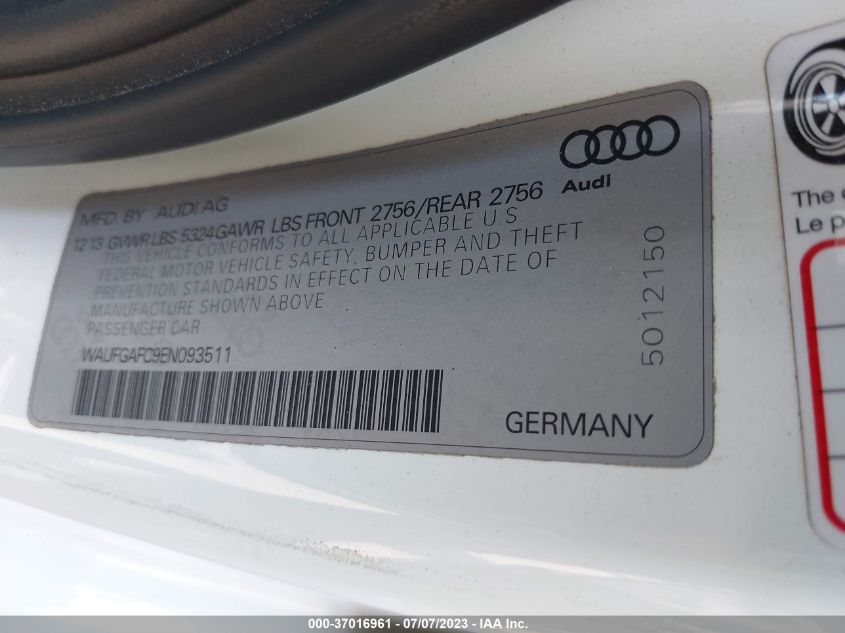 MFD. BY AUDI AG
12 13 GVWR LBS 5324 GAWR LBS FRONT 2756/REAR 2756
THIS VEHICLE CONFORMS TO ALL APPLICABLE U S
FEDERAL MOTOR VEHICLE SAFETY, BUMPER AND THEFT
PREVENTION STANDARDS IN EFFECT ON THE DATE OF
MANUFACTURE SHOWN ABOVE
PASSENGER CAR
WAUFGAFC9EN093511
Audi
5012150
GERMANY
The
Le p
000-37016961 - 07/07/2023 - IAA Inc.